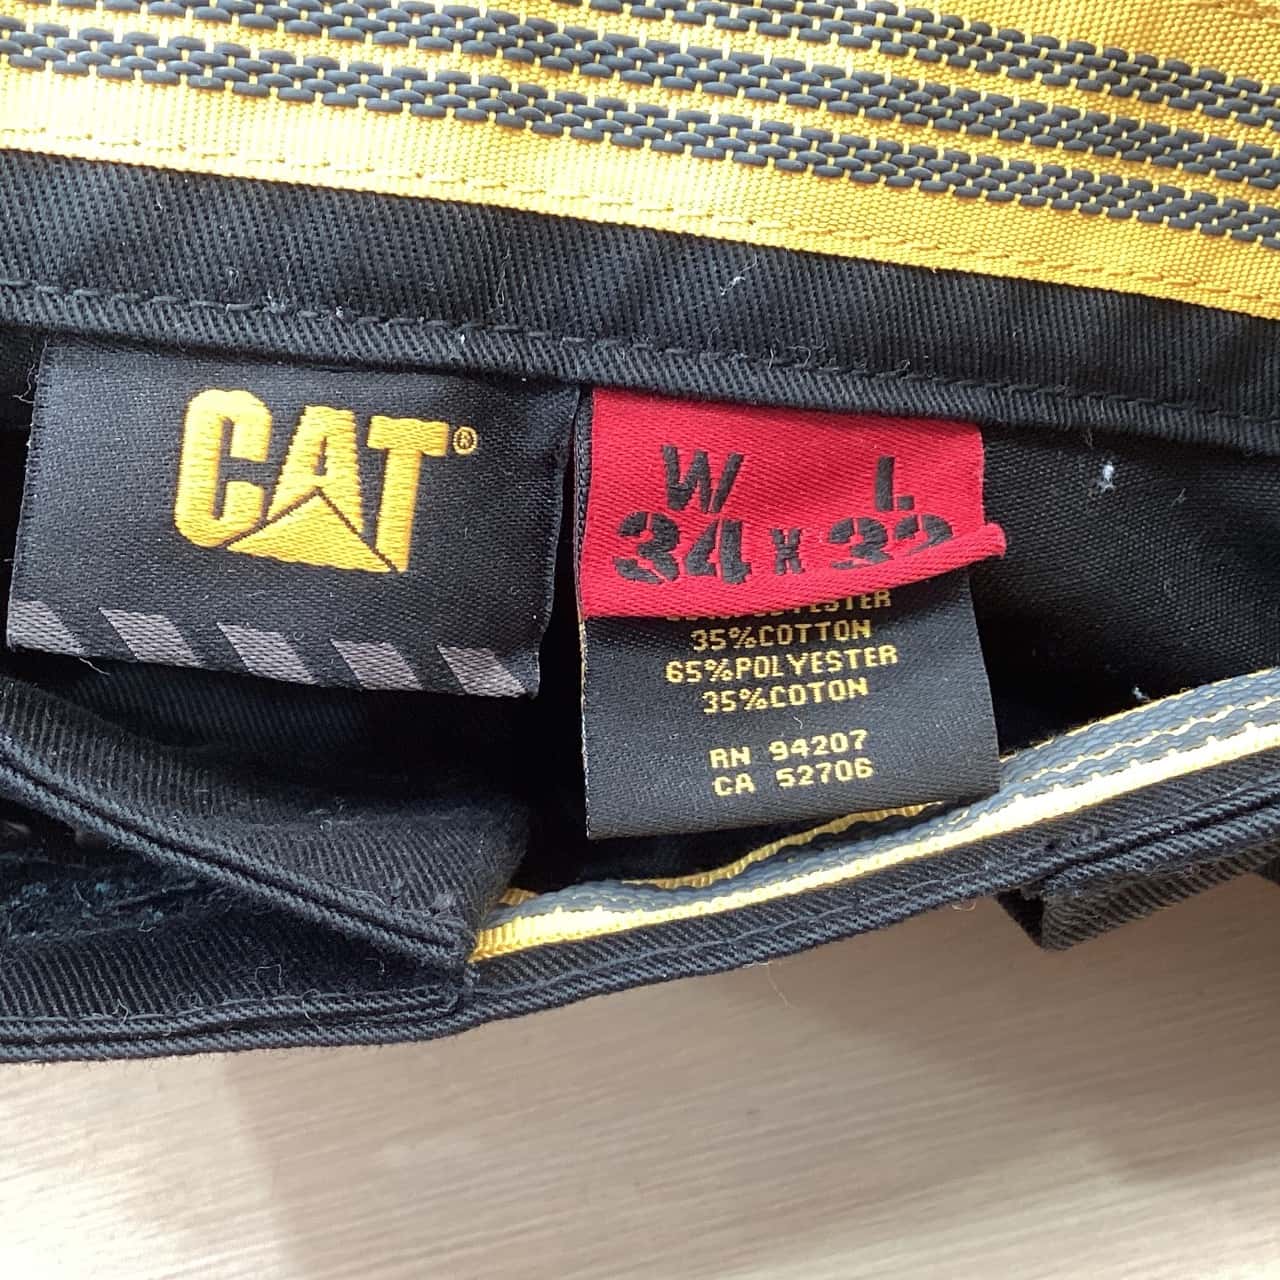 CAT®
W L
34 x 32
35%COTTON
65%POLYESTER
35%COTON
RN 94207
CA 52706